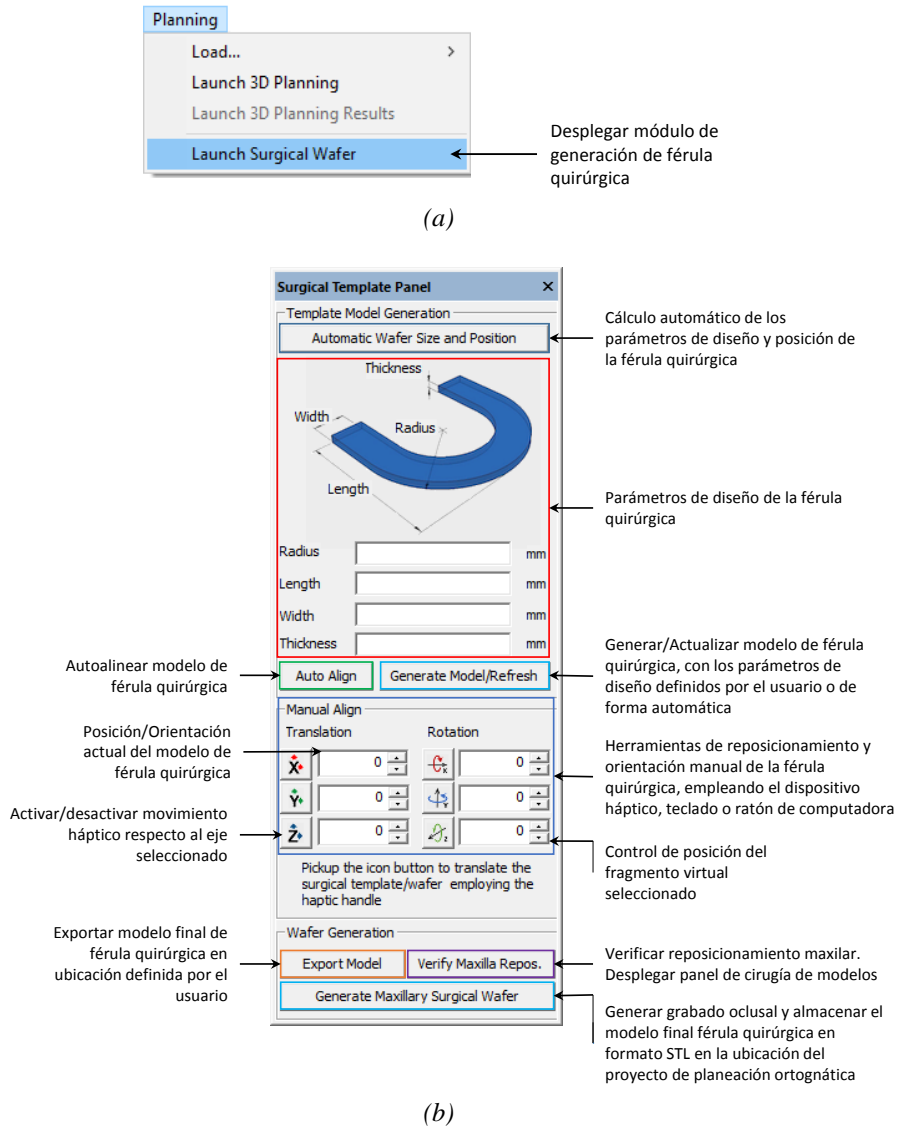 Planning
Load...
Launch 3D Planning
Launch 3D Planning Results
Launch Surgical Wafer
Desplegar módulo de
generación de férula
quirúrgica
(a)
Surgical Template Panel
Template Model Generation
Automatic Wafer Size and Position
Cálculo automático de los
parámetros de diseño y posición de
la férula quirúrgica
Thickness
Width
Radius
Length
Parámetros de diseño de la férula
quirúrgica
Radius mm
Length mm
Width mm
Thickness mm
Autoalinear modelo de
férula quirúrgica
Auto Align
Generate Model/Refresh
Generar/Actualizar modelo de férula
quirúrgica, con los parámetros de
diseño definidos por el usuario o de
forma automática
Manual Align
Translation Rotation
Posición/Orientación
actual del modelo de
férula quirúrgica
X 0 X 0
Y 0 Y 0
Z 0 Z 0
Herramientas de reposicionamiento y
orientación manual de la férula
quirúrgica, empleando el dispositivo
háptico, teclado o ratón de computadora
Activar/desactivar movimiento
háptico respecto al eje
seleccionado
Control de posición del
fragmento virtual
seleccionado
Pickup the icon button to translate the
surgical template/wafer employing the
haptic handle
Wafer Generation
Exportar modelo final de
férula quirúrgica en
ubicación definida por el
usuario
Export Model
Verify Maxilla Repos.
Verificar reposicionamiento maxilar.
Desplegar panel de cirugía de modelos
Generate Maxillary Surgical Wafer
Generar grabado oclusal y almacenar el
modelo final férula quirúrgica en
formato STL en la ubicación del
proyecto de planeación ortognática
(b)